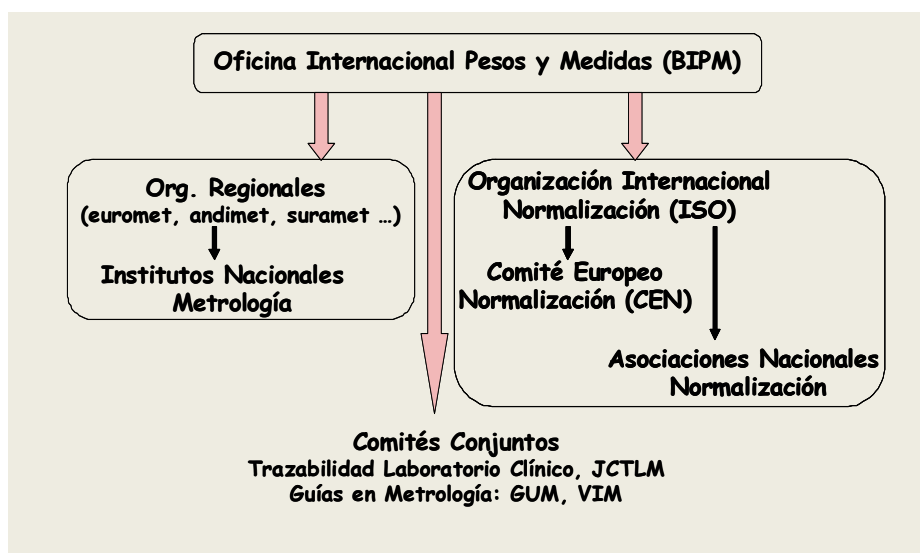 Oficina Internacional Pesos y Medidas (BIPM)
Org. Regionales
(euromet, andimet, suramet ...)
Institutos Nacionales
Metrología
Organización Internacional
Normalización (ISO)
Comité Europeo
Normalización (CEN)
Asociaciones Nacionales
Normalización
Comités Conjuntos
Trazabilidad Laboratorio Clínico, JCTLM
Guías en Metrología: GUM, VIM